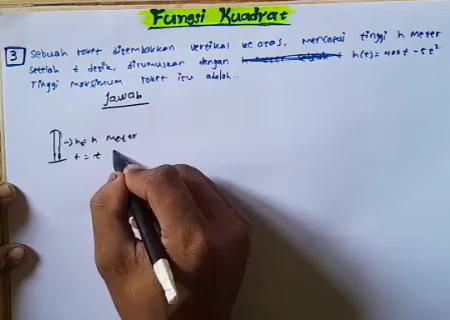 Fungsi Kuadrat
3 Sebuah roket ditembakkan vertikal ke atas, mencapai tinggi h meter
setelah t detik, dirumuskan dengan h(t) = 400t - 5t²
Tinggi maksimum roket itu adalah..
Jawab
→ h = h meter
t = t